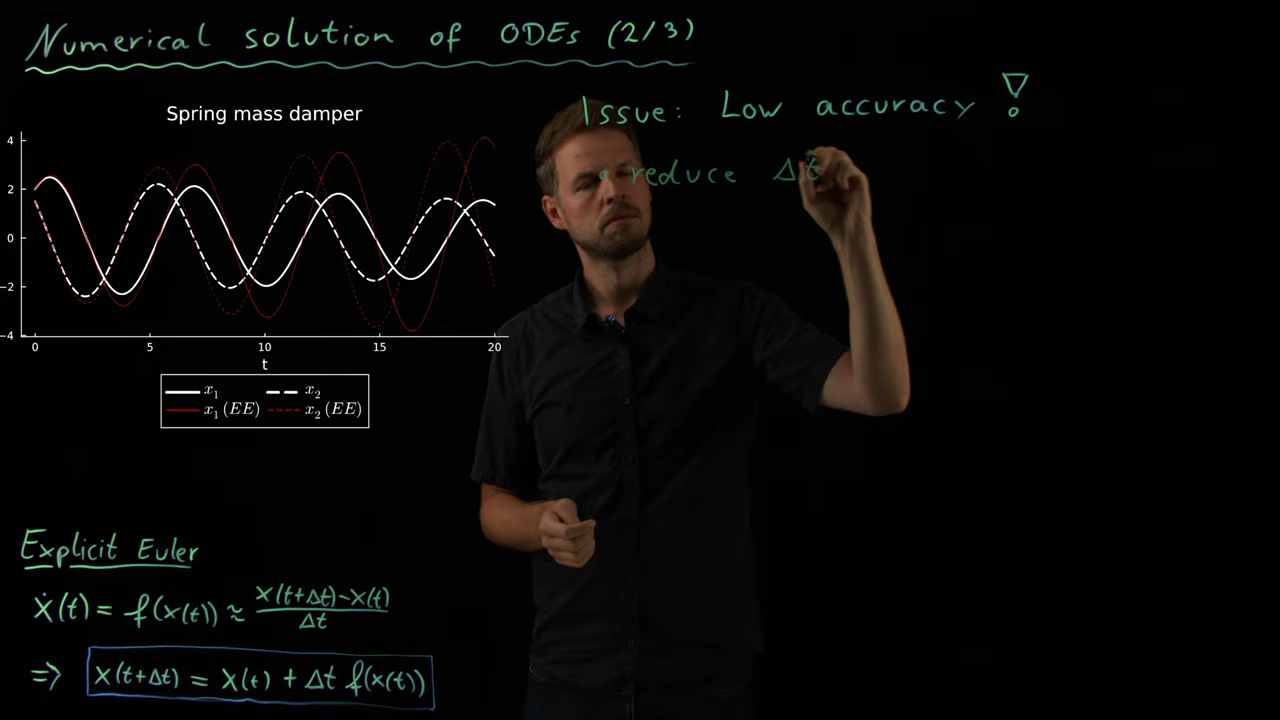 Numerical solution of ODEs (2/3)
Issue: Low accuracy !
• reduce Δt
Spring mass damper
4
2
0
−2
−4
0 5 10 15 20
t
x₁ x₂
x₁ (EE) x₂ (EE)
Explicit Euler
ẋ(t) = f(x(t)) ≈ (x(t+Δt)−x(t))/Δt
⇒ x(t+Δt) = x(t) + Δt f(x(t))